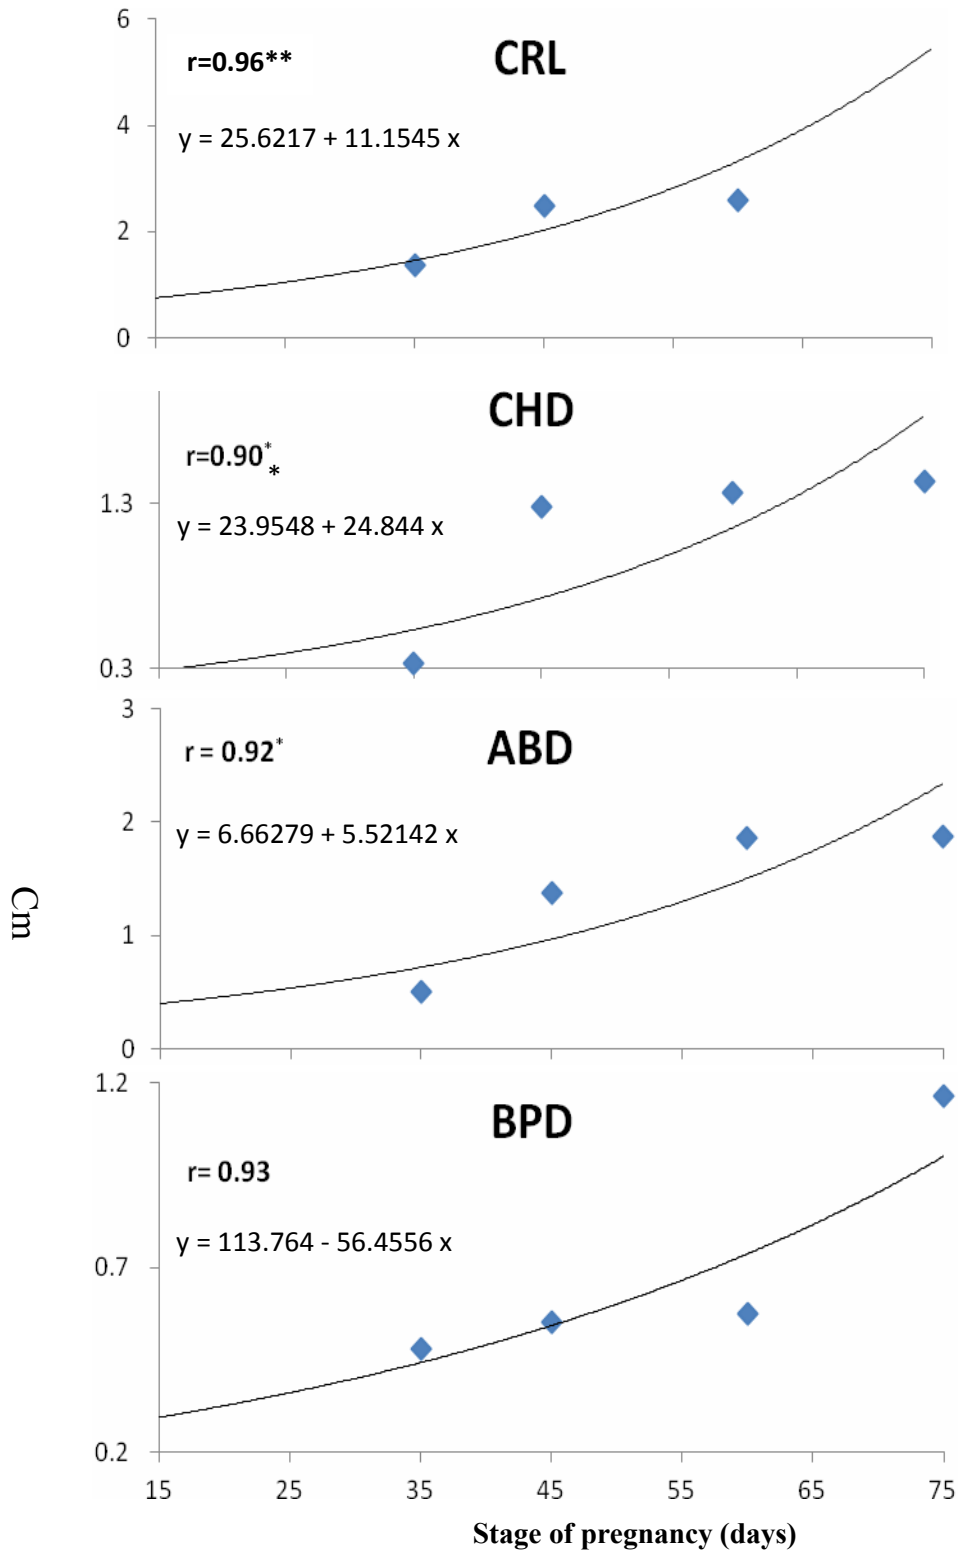 6
r=0.96**
CRL
4
y = 25.6217 + 11.1545 x
2
0
CHD
r=0.90*
*
1.3
y = 23.9548 + 24.844 x
0.3
3
r = 0.92*
ABD
2
y = 6.66279 + 5.52142 x
Cm
1
0
1.2
BPD
r= 0.93
y = 113.764 - 56.4556 x
0.7
0.2
15 25 35 45 55 65 75
Stage of pregnancy (days)